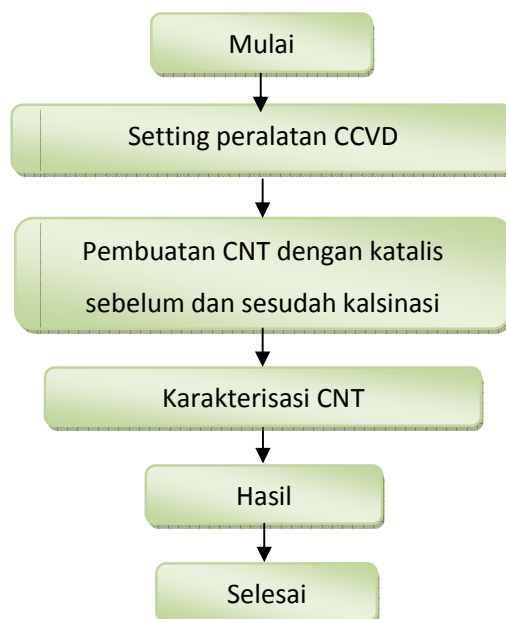 Mulai
Setting peralatan CCVD
Pembuatan CNT dengan katalis
sebelum dan sesudah kalsinasi
Karakterisasi CNT
Hasil
Selesai